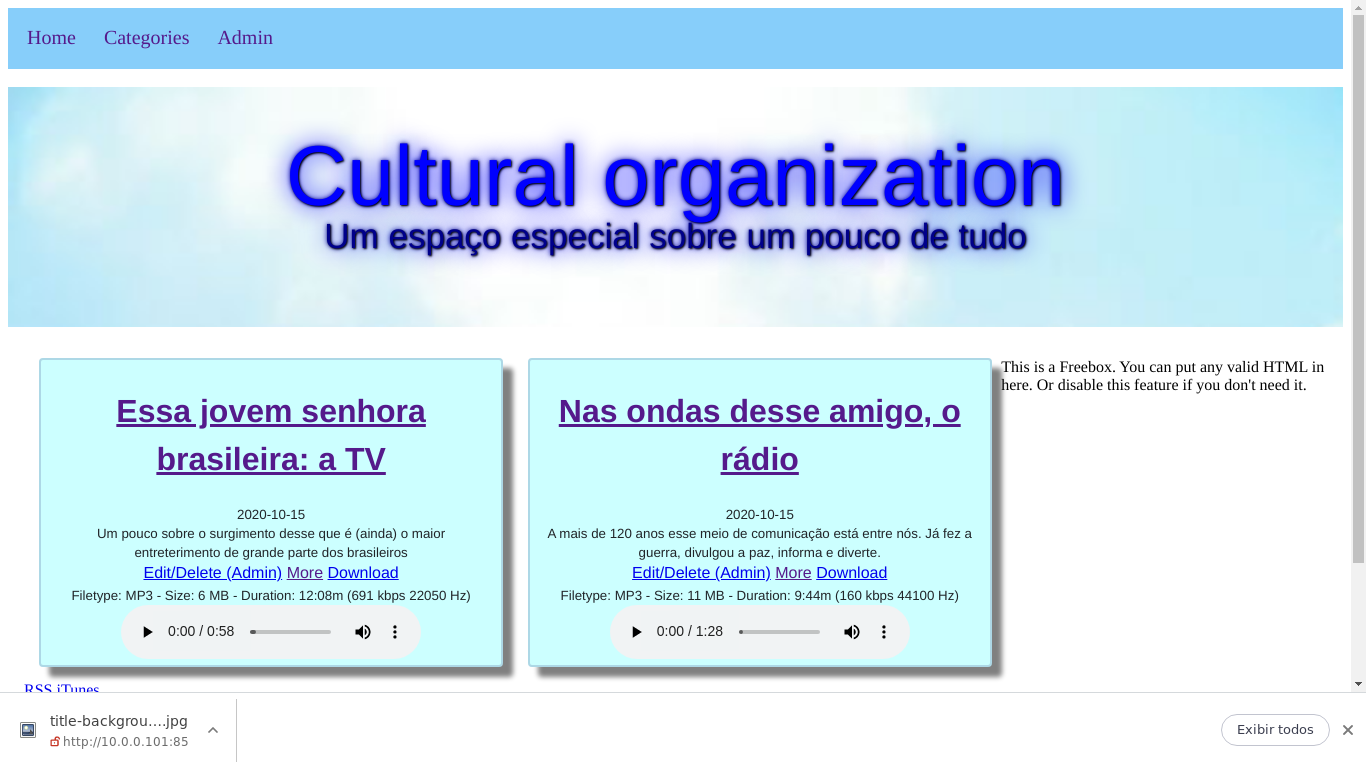 Home Categories Admin
Cultural organization
Um espaço especial sobre um pouco de tudo
Essa jovem senhora
brasileira: a TV
2020-10-15
Um pouco sobre o surgimento desse que é (ainda) o maior
entreterimento de grande parte dos brasileiros
Edit/Delete (Admin) More Download
Filetype: MP3 - Size: 6 MB - Duration: 12:08m (691 kbps 22050 Hz)
0:00 / 0:58
Nas ondas desse amigo, o
rádio
2020-10-15
A mais de 120 anos esse meio de comunicação está entre nós. Já fez a
guerra, divulgou a paz, informa e diverte.
Edit/Delete (Admin) More Download
Filetype: MP3 - Size: 11 MB - Duration: 9:44m (160 kbps 44100 Hz)
0:00 / 1:28
This is a Freebox. You can put any valid HTML in
here. Or disable this feature if you don't need it.
RSS iTunes
title-backgrou….jpg
http://10.0.0.101:85
Exibir todos